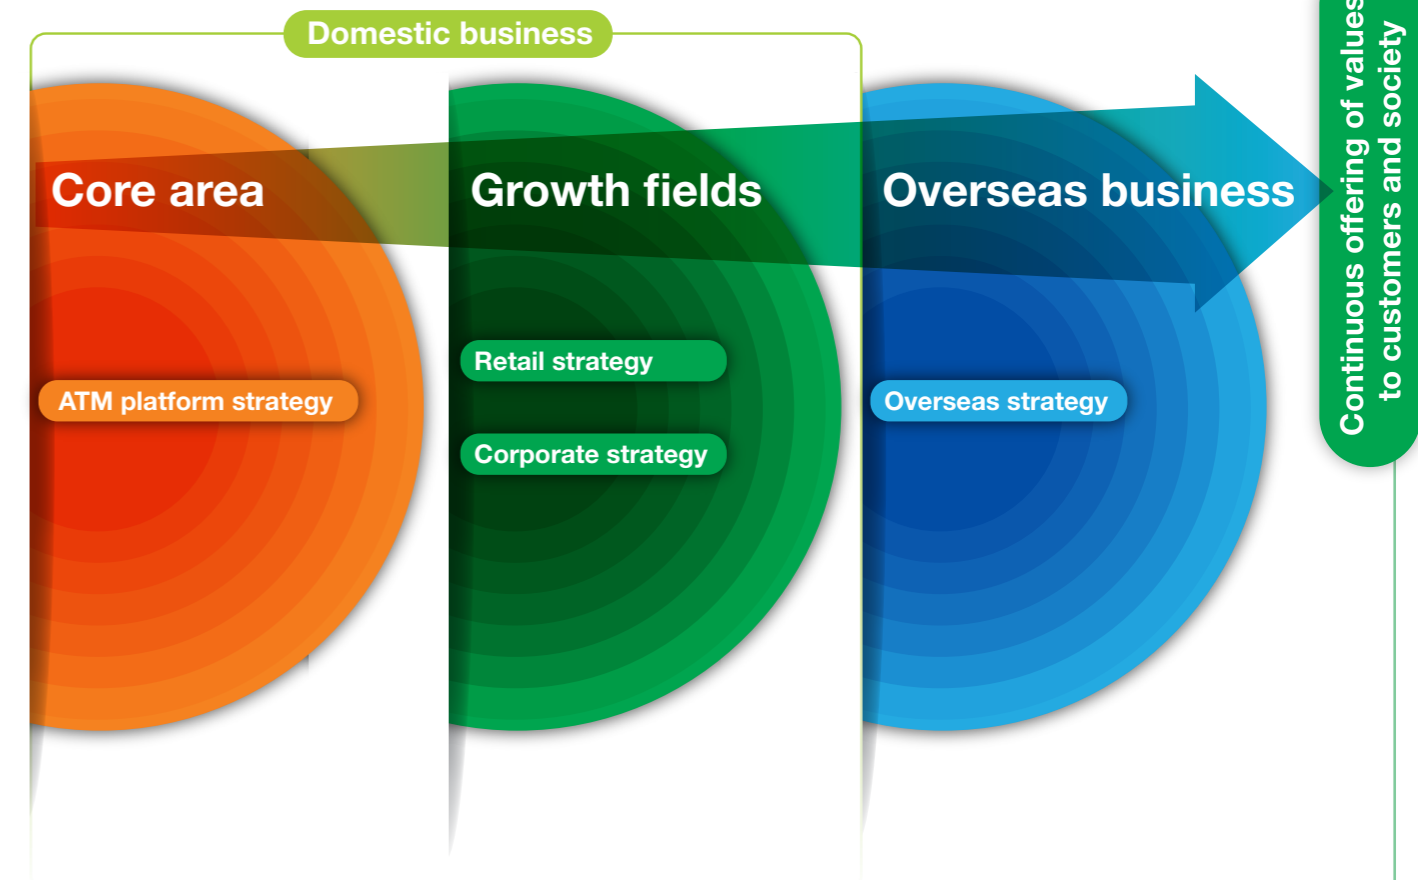 Domestic business
Core area
Growth fields
Overseas business
ATM platform strategy
Retail strategy
Corporate strategy
Overseas strategy
Continuous offering of values
to customers and society